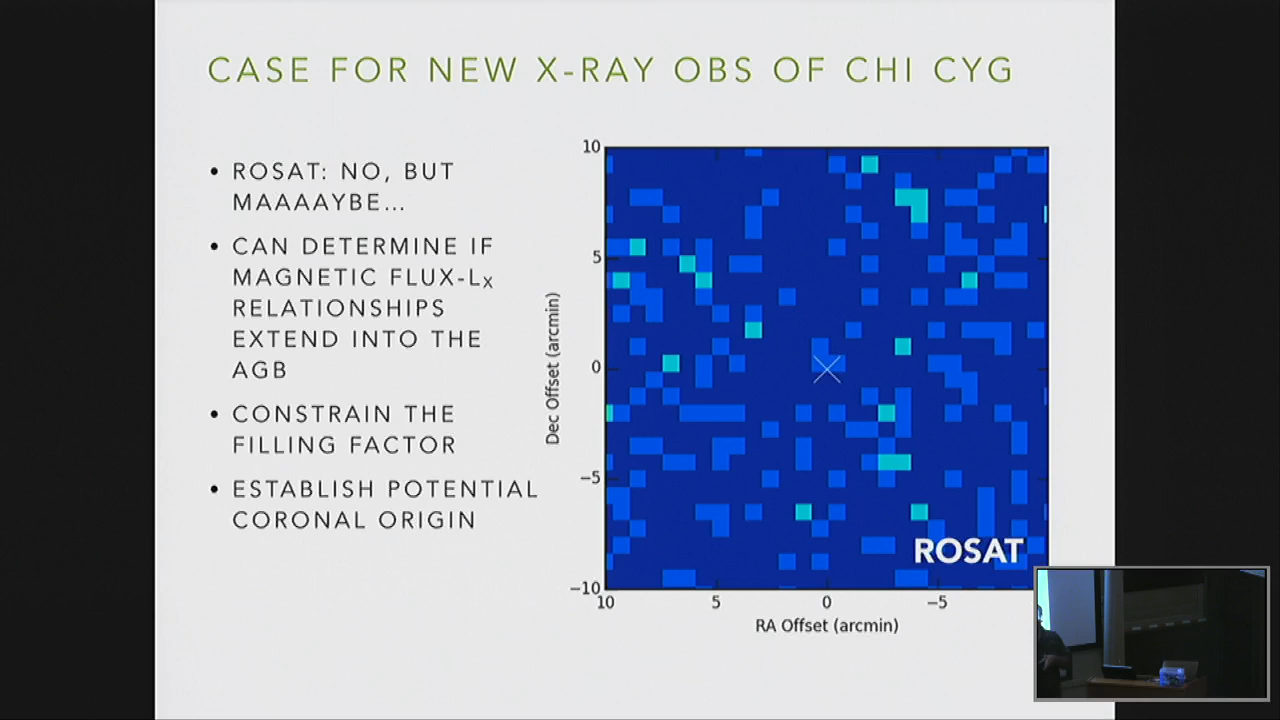 CASE FOR NEW X-RAY OBS OF CHI CYG
• ROSAT: NO, BUT
MAAAAYBE...
• CAN DETERMINE IF
MAGNETIC FLUX-Lx
RELATIONSHIPS
EXTEND INTO THE
AGB
• CONSTRAIN THE
FILLING FACTOR
• ESTABLISH POTENTIAL
CORONAL ORIGIN
10
5
0
−5
−10
Dec Offset (arcmin)
ROSAT
10 5 0 −5
RA Offset (arcmin)